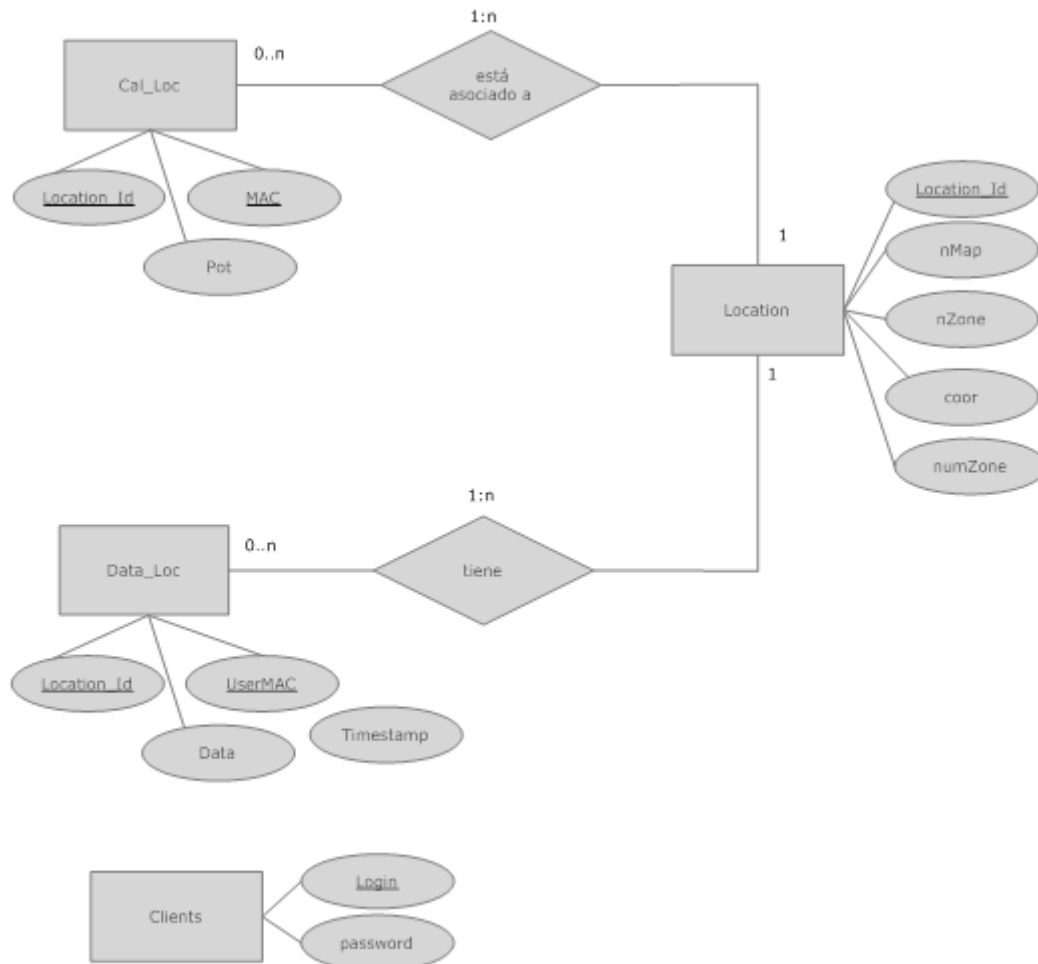 1:n
0..n
Cal_Loc
está
asociado a
Location_Id
MAC
Pot
1
Location_Id
nMap
nZone
Location
coor
numZone
1
1:n
0..n
Data_Loc
tiene
Location_Id
UserMAC
Timestamp
Data
Login
Clients
password